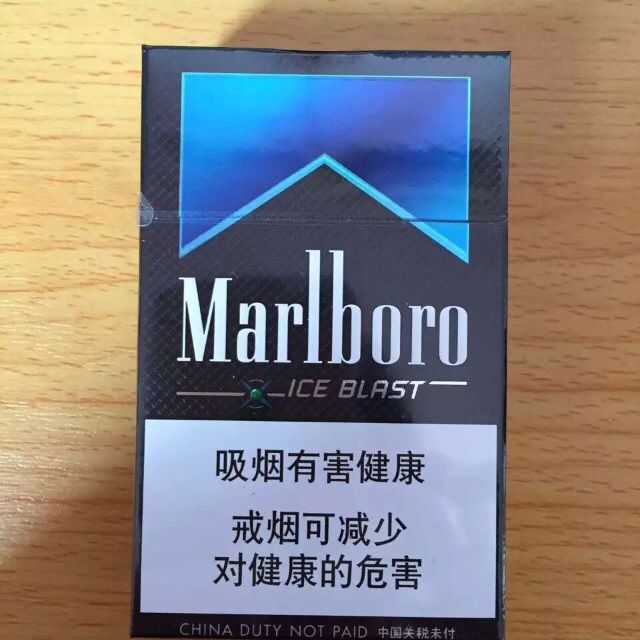 Marlboro
ICE BLAST
吸烟有害健康
戒烟可减少
对健康的危害
CHINA DUTY NOT PAID 中国关税未付